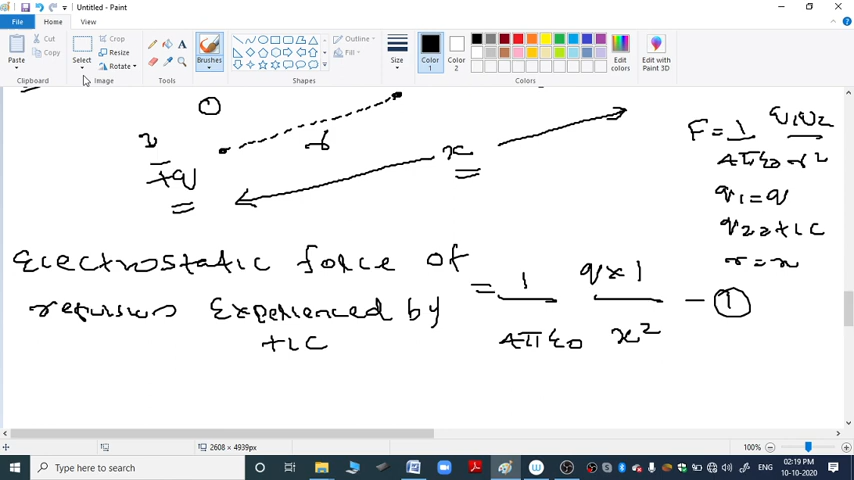 Untitled - Paint
File Home View
Paste
Cut
Copy
Clipboard
Select
Crop
Resize
Rotate
Image
Tools
Brushes
Shapes
Outline
Fill
Size
Color 1
Color 2
Colors
Edit colors
Edit with Paint 3D
r
x
+q
F = 1 q1q2
4πε0 r2
q1 = q
q2 = +1C
r = x
Electrostatic force of
repulsion experienced by
+1C
= 1 q×1 — 1
4πε0 x2
2608 × 4939px
100%
Type here to search
ENG
02:19 PM
10-10-2020